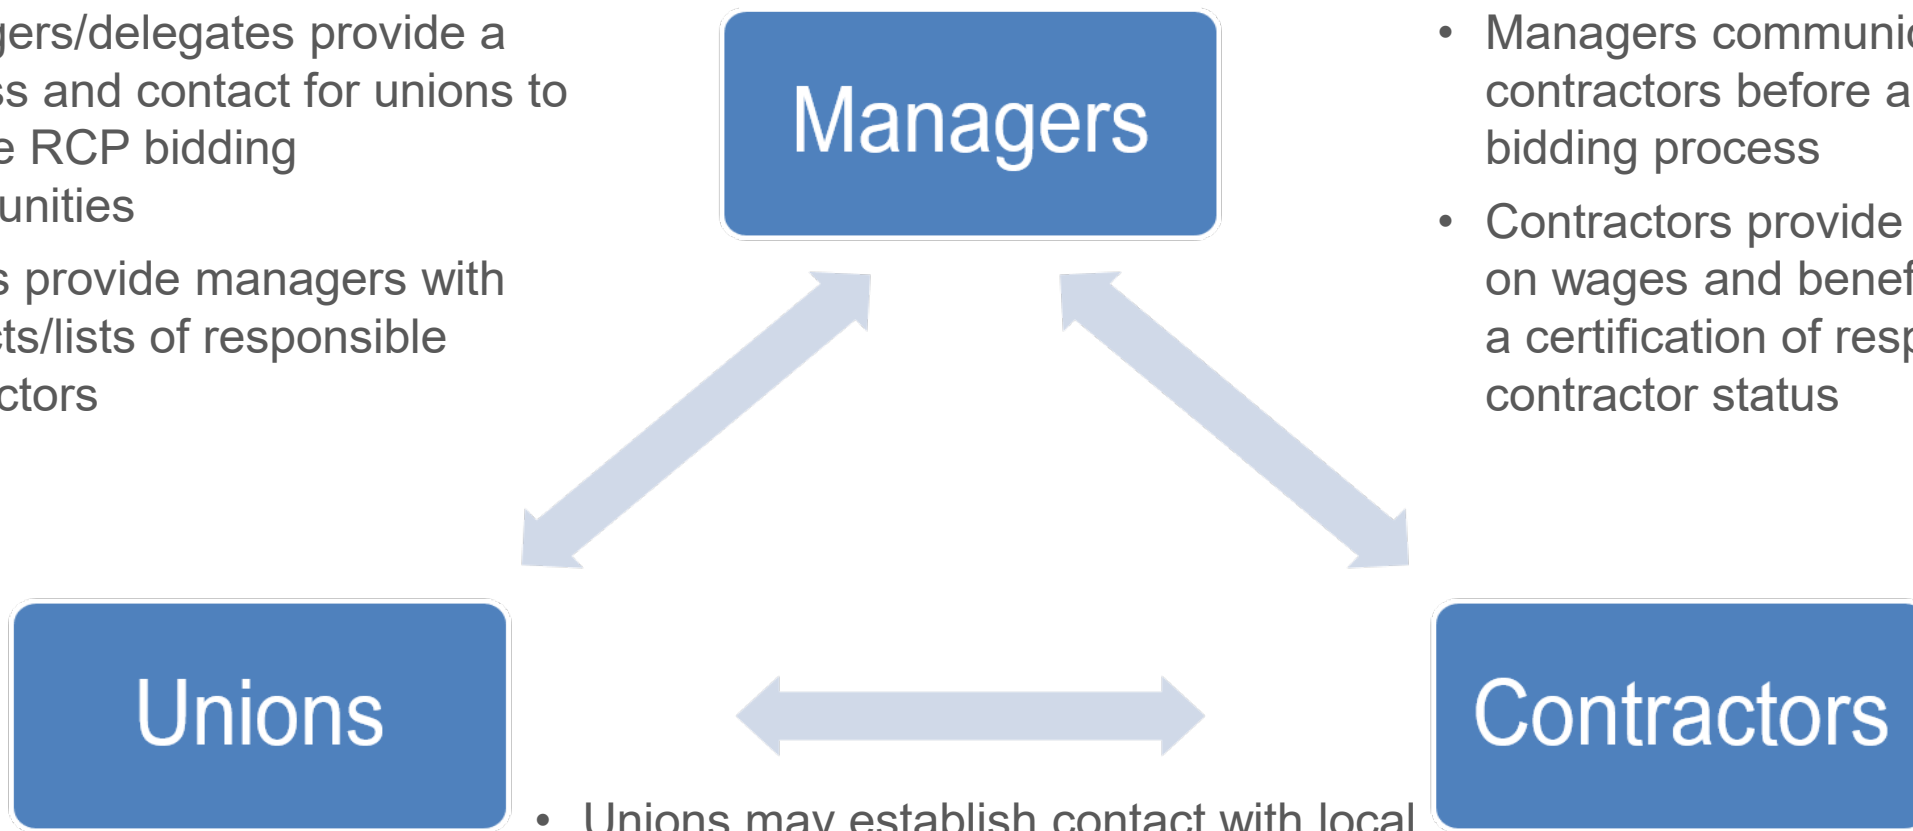 gers/delegates provide a
ss and contact for unions to
e RCP bidding
unities
s provide managers with
cts/lists of responsible
ctors
Managers
• Managers communic
contractors before a
bidding process
• Contractors provide
on wages and benef
a certification of resp
contractor status
Unions
Contractors
• Unions may establish contact with local